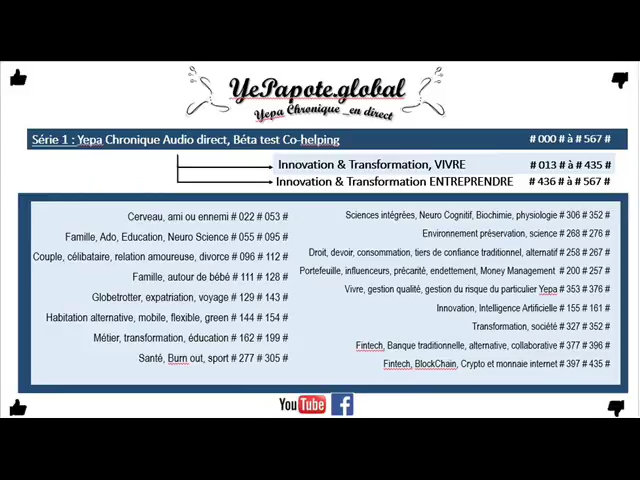 YePapote.global
Yepa Chronique _en direct
Série 1 : Yepa Chronique Audio direct, Béta test Co-helping # 000 # à # 567 #
Innovation & Transformation, VIVRE # 013 # à # 435 #
Innovation & Transformation ENTREPRENDRE # 436 # à # 567 #
Cerveau, ami ou ennemi # 022 # 053 #
Famille, Ado, Education, Neuro Science # 055 # 095 #
Couple, célibataire, relation amoureuse, divorce # 096 # 112 #
Famille, autour de bébé # 111 # 128 #
Globetrotter, expatriation, voyage # 129 # 143 #
Habitation alternative, mobile, flexible, green # 144 # 154 #
Métier, transformation, éducation # 162 # 199 #
Santé, Burn out, sport # 277 # 305 #
Sciences intégrées, Neuro Cognitif, Biochimie, physiologie # 306 # 352 #
Environnement préservation, science # 268 # 276 #
Droit, devoir, consommation, tiers de confiance traditionnel, alternatif # 258 # 267 #
Portefeuille, influenceurs, précarité, endettement, Money Management # 200 # 257 #
Vivre, gestion qualité, gestion du risque du particulier Yepa # 353 # 376 #
Innovation, Intelligence Artificielle # 155 # 161 #
Transformation, société # 327 # 352 #
Fintech, Banque traditionnelle, alternative, collaborative # 377 # 396 #
Fintech, BlockChain, Crypto et monnaie internet # 397 # 435 #
YouTube f